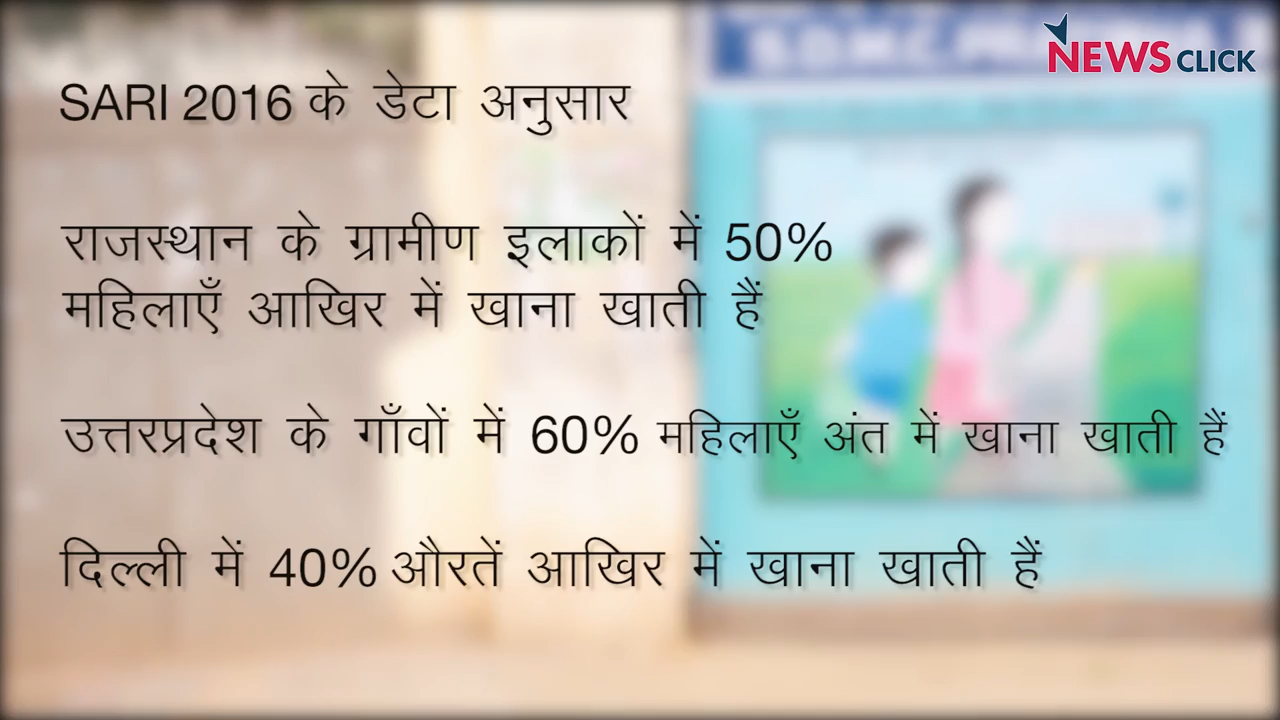 NEWSCLICK
SARI 2016 के डेटा अनुसार
राजस्थान के ग्रामीण इलाकों में 50%
महिलाएँ आखिर में खाना खाती हैं
उत्तरप्रदेश के गाँवों में 60% महिलाएँ अंत में खाना खाती हैं
दिल्ली में 40% औरतें आखिर में खाना खाती हैं